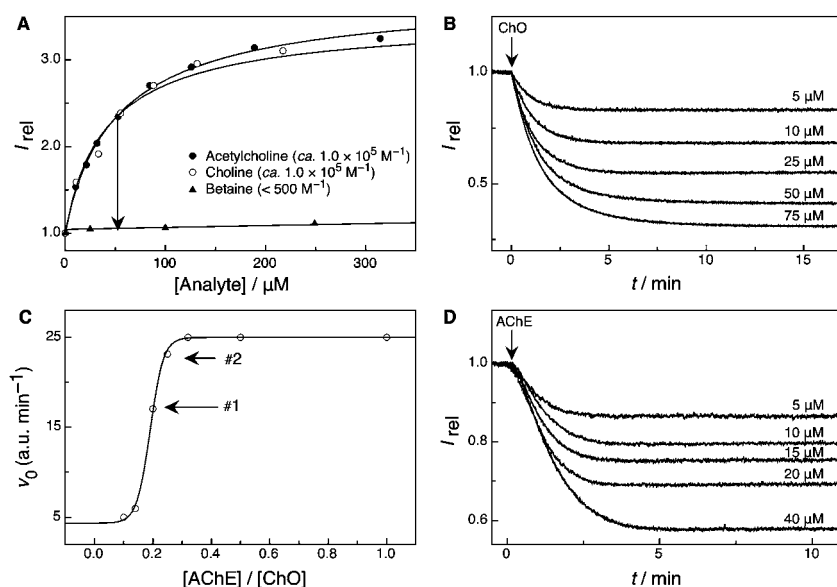 A
3.0
2.0
1.0
I rel
Acetylcholine (ca. 1.0 × 10⁵ M⁻¹)
Choline (ca. 1.0 × 10⁵ M⁻¹)
Betaine (< 500 M⁻¹)
0 100 200 300
[Analyte] / µM
B
ChO
1.0
0.5
I rel
5 µM
10 µM
25 µM
50 µM
75 µM
0 5 10 15
t / min
C
25
15
5
v₀ (a.u. min⁻¹)
#2
#1
0.0 0.2 0.4 0.6 0.8 1.0
[AChE] / [ChO]
D
AChE
1.0
0.8
0.6
I rel
5 µM
10 µM
15 µM
20 µM
40 µM
0 5 10
t / min